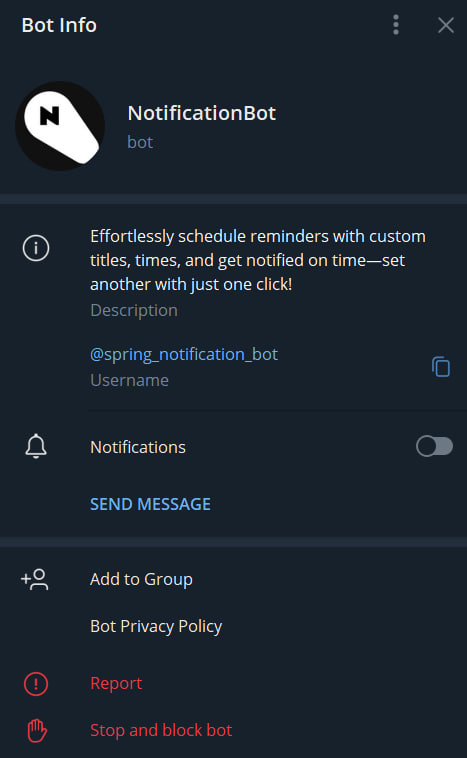 Bot Info
N
NotificationBot
bot
Effortlessly schedule reminders with custom
titles, times, and get notified on time—set
another with just one click!
Description
@spring_notification_bot
Username
Notifications
SEND MESSAGE
Add to Group
Bot Privacy Policy
Report
Stop and block bot